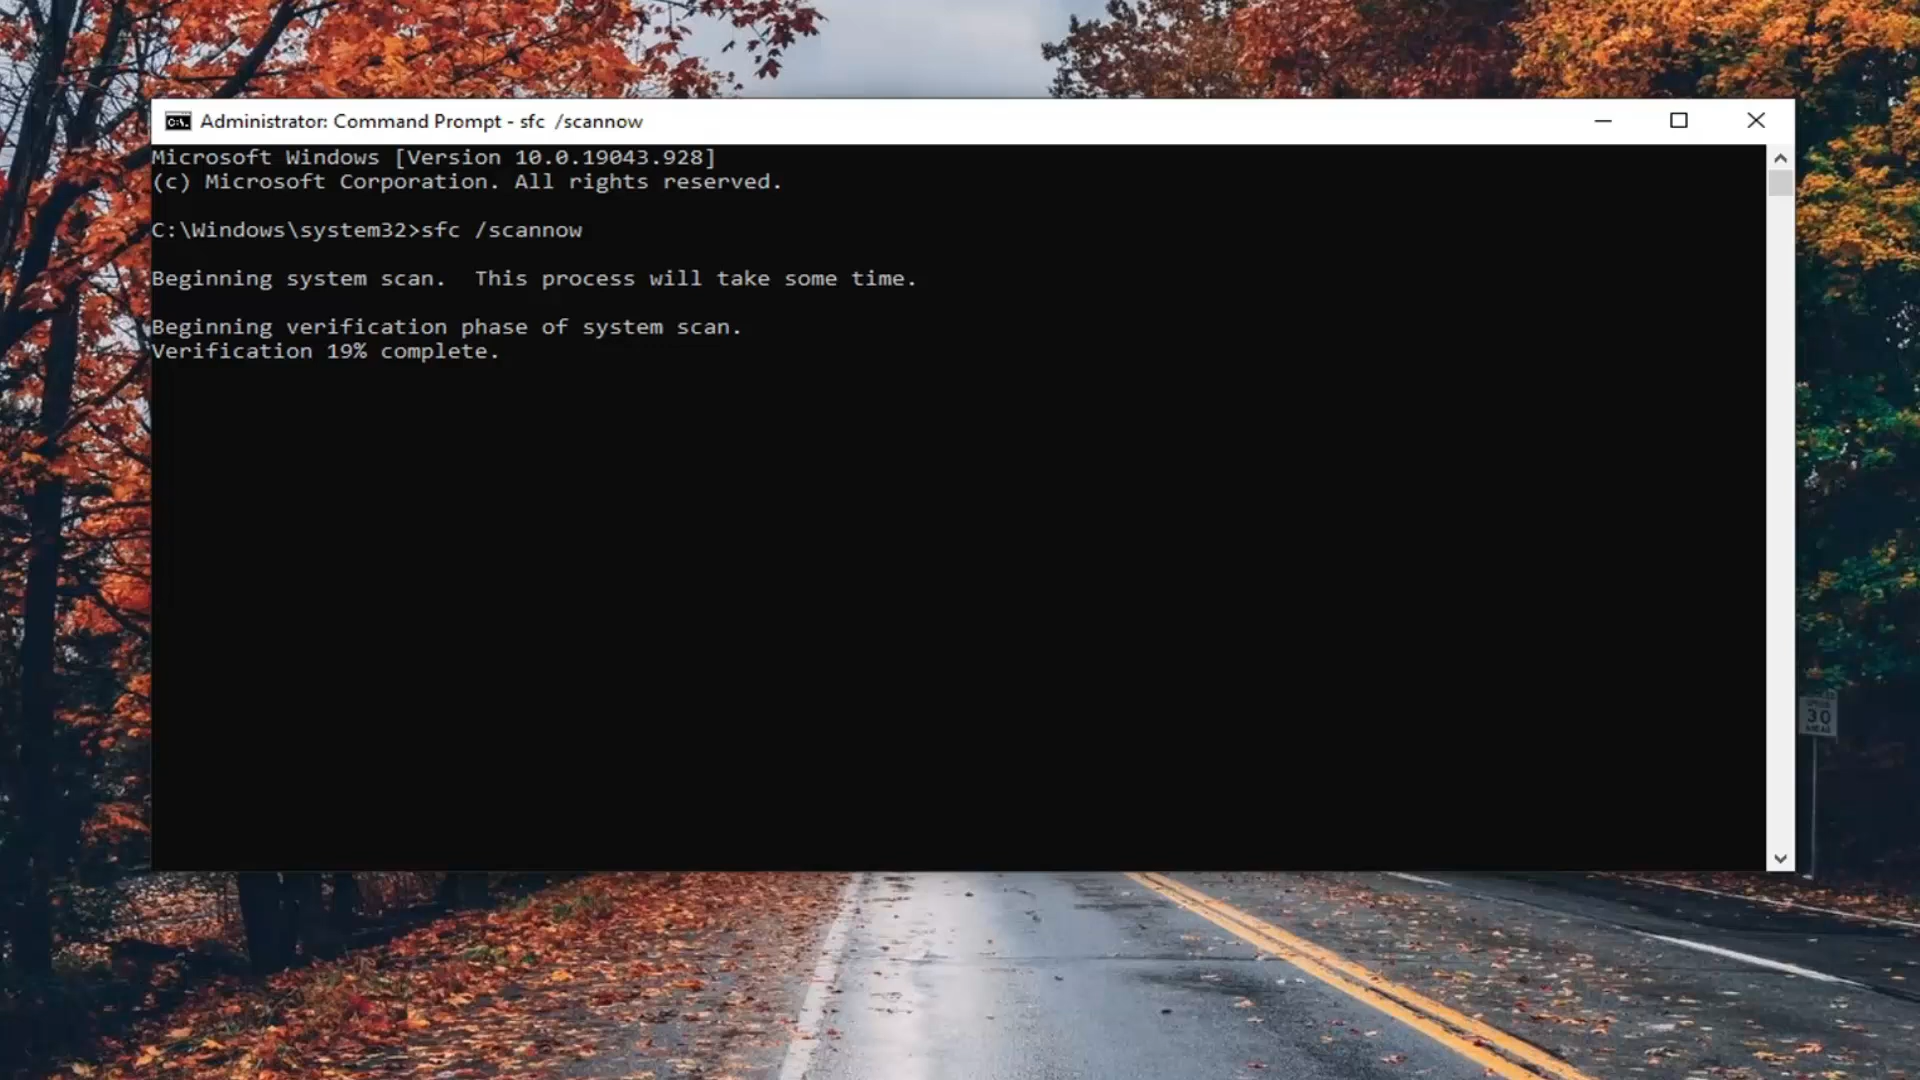 Administrator: Command Prompt - sfc  /scannow
Microsoft Windows [Version 10.0.19043.928]
(c) Microsoft Corporation. All rights reserved.
C:\Windows\system32>sfc /scannow
Beginning system scan.  This process will take some time.
Beginning verification phase of system scan.
Verification 19% complete.
30
AHEAD